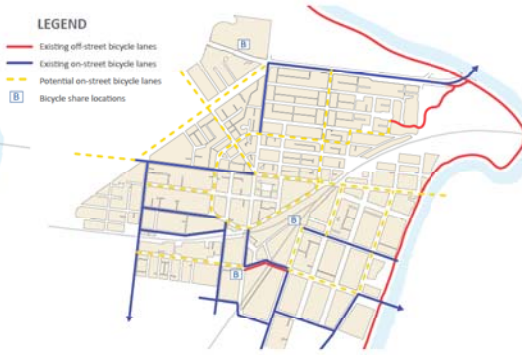 LEGEND
Existing off-street bicycle lanes
Existing on-street bicycle lanes
Potential on-street bicycle lanes
B Bicycle share locations
B
B
B